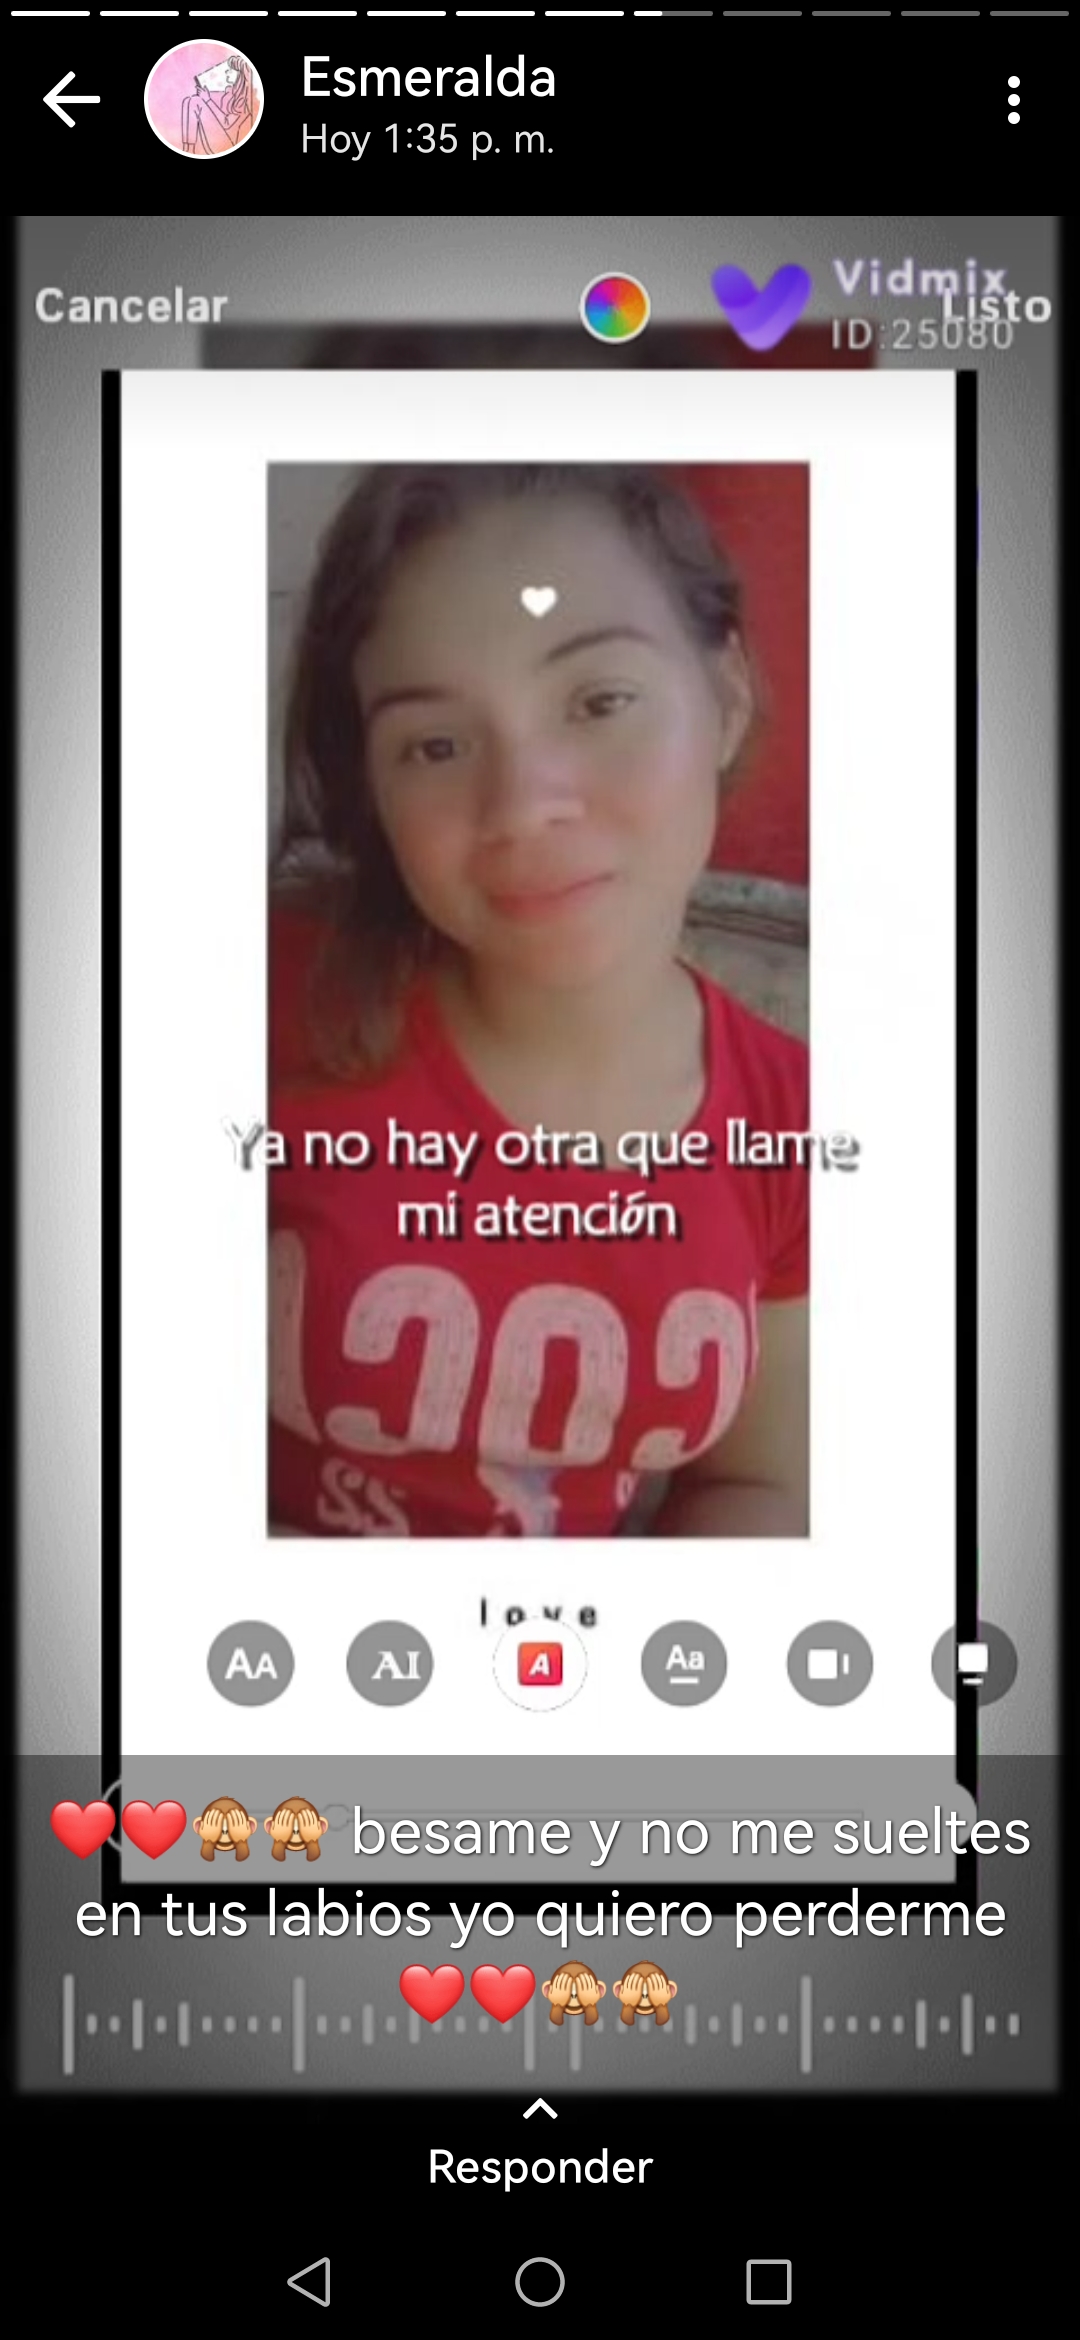 Esmeralda
Hoy 1:35 p. m.
Cancelar
Vidmix
Listo
ID:25080
Ya no hay otra que llame
mi atención
love
AA
AI
A
Aa
❤️❤️🙈🙈 besame y no me sueltes
en tus labios yo quiero perderme
❤️❤️🙈🙈
Responder